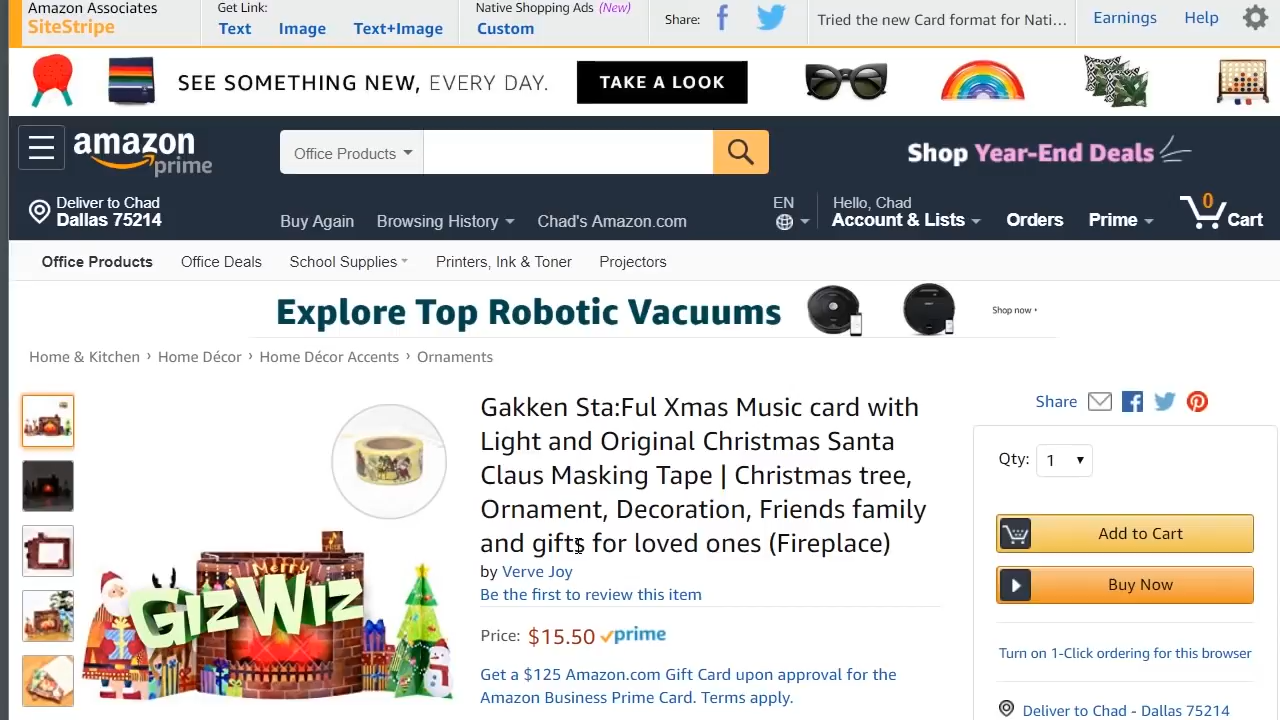 Amazon Associates
SiteStripe
Get Link:
Text Image Text+Image
Native Shopping Ads (New)
Custom
Share:
Tried the new Card format for Nati...
Earnings Help
SEE SOMETHING NEW, EVERY DAY. TAKE A LOOK
amazon
prime
Office Products
Shop Year-End Deals
Deliver to Chad
Dallas 75214
Buy Again Browsing History Chad's Amazon.com
EN
Hello, Chad
Account & Lists
Orders Prime
0
Cart
Office Products Office Deals School Supplies Printers, Ink & Toner Projectors
Explore Top Robotic Vacuums
Shop now
Home & Kitchen › Home Décor › Home Décor Accents › Ornaments
Gakken Sta:Ful Xmas Music card with
Light and Original Christmas Santa
Claus Masking Tape | Christmas tree,
Ornament, Decoration, Friends family
and gifts for loved ones (Fireplace)
by Verve Joy
Be the first to review this item
Price: $15.50 prime
Get a $125 Amazon.com Gift Card upon approval for the
Amazon Business Prime Card. Terms apply.
Merry
GizWiz
Share
Qty: 1
Add to Cart
Buy Now
Turn on 1-Click ordering for this browser
Deliver to Chad - Dallas 75214